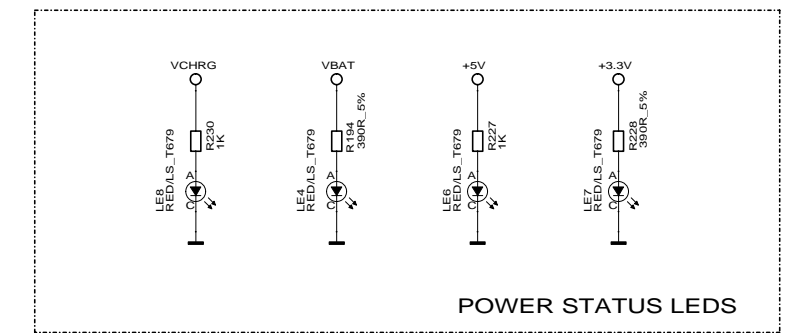 VCHRG
R230
1K
A
C
LE8
RED/LS_T679
VBAT
R194
390R_5%
A
C
LE4
RED/LS_T679
+5V
R227
1K
A
C
LE6
RED/LS_T679
+3.3V
R228
390R_5%
A
C
LE7
RED/LS_T679
POWER STATUS LEDS